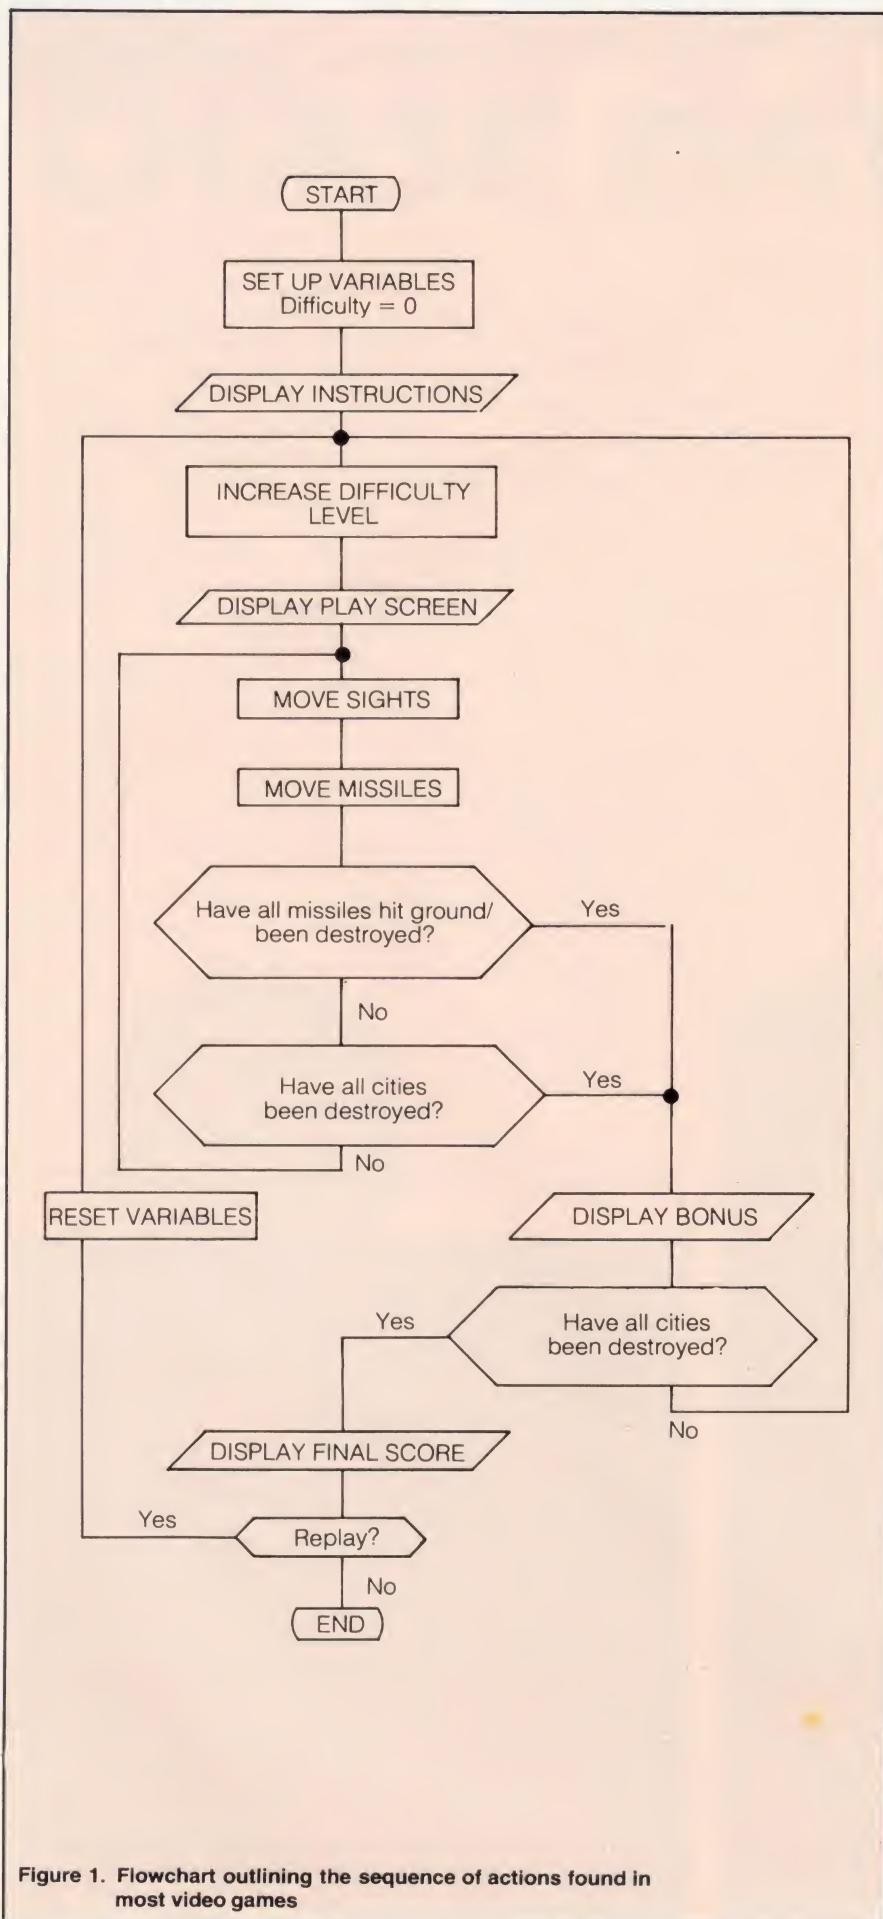 START
SET UP VARIABLES
Difficulty = 0
DISPLAY INSTRUCTIONS
INCREASE DIFFICULTY
LEVEL
DISPLAY PLAY SCREEN
MOVE SIGHTS
MOVE MISSILES
Have all missiles hit ground/
been destroyed?
Yes
No
Have all cities
been destroyed?
Yes
No
RESET VARIABLES
DISPLAY BONUS
Have all cities
been destroyed?
Yes
No
DISPLAY FINAL SCORE
Replay?
Yes
No
END
Figure 1. Flowchart outlining the sequence of actions found in
most video games